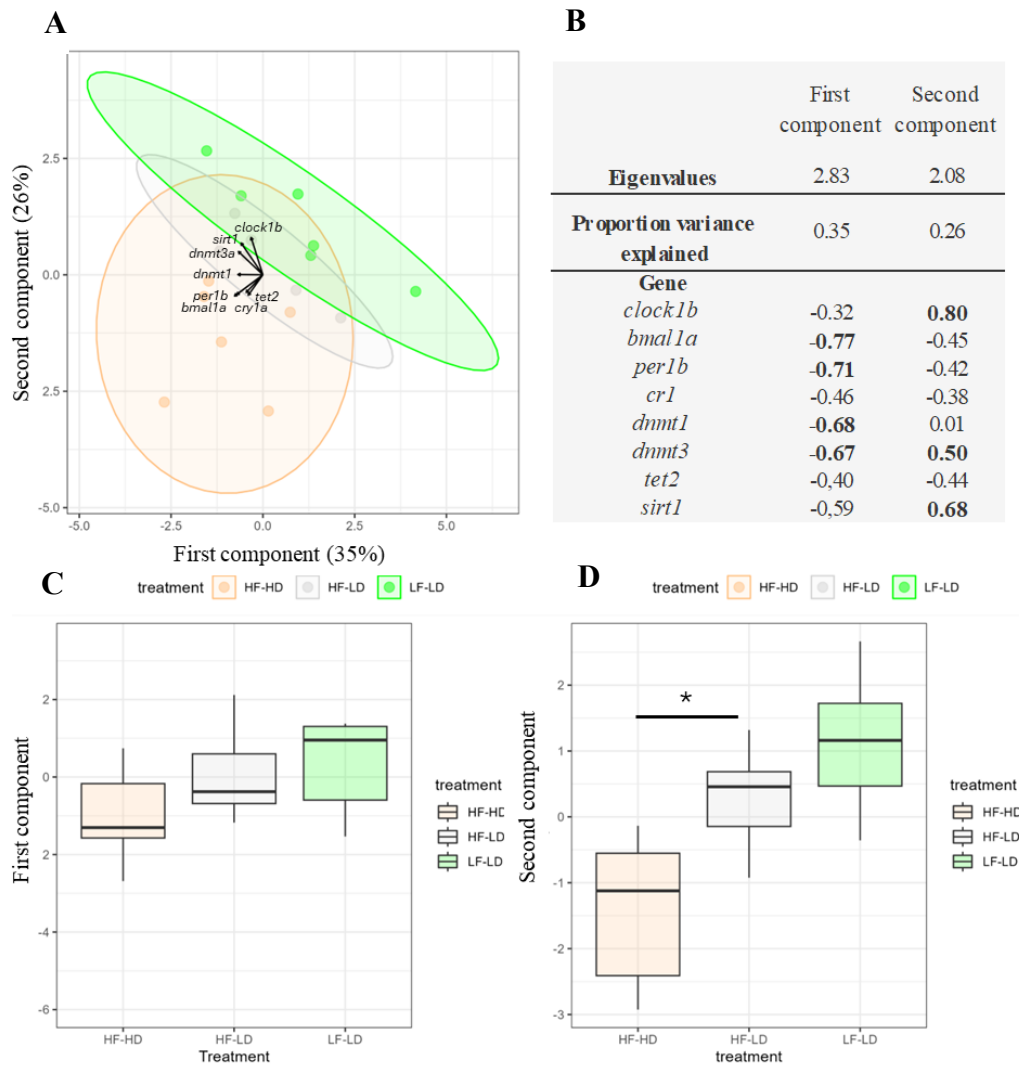 A
Second component (26%)
2.5
0.0
2.5
-5.0
-5.0
-2.5
0.0
2.5
5.0
clock1b
sirt1
dnmt3a
dnmt1
per1b
tet2
bmal1a
cry1a
First component (35%)
B
First
component
Second
component
Eigenvalues
2.83
2.08
Proportion variance
explained
0.35
0.26
Gene
clock1b -0.32 0.80
bmal1a -0.77 -0.45
per1b -0.71 -0.42
cr1 -0.46 -0.38
dnmt1 -0.68 0.01
dnmt3 -0.67 0.50
tet2 -0,40 -0.44
sirt1 -0,59 0.68
C
treatment HF-HD HF-LD LF-LD
First component
2
0
2
-4
-6
HF-HD
HF-LD
LF-LD
Treatment
treatment
HF-HD
HF-LD
LF-LD
D
treatment HF-HD HF-LD LF-LD
Second component
2
1
0
-1
-2
-3
*
HF-HD
HF-LD
LF-LD
treatment
treatment
HF-HD
HF-LD
LF-LD